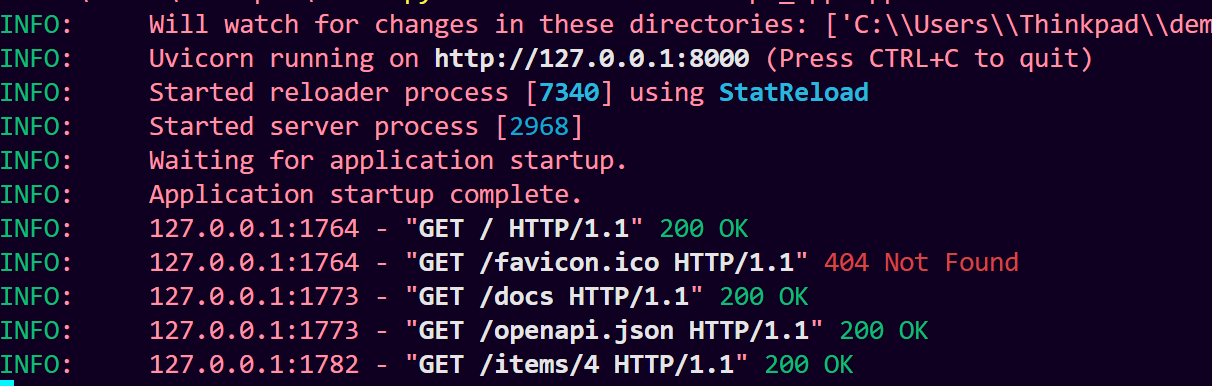 INFO:     Will watch for changes in these directories: ['C:\\Users\\Thinkpad\\dem
INFO:     Uvicorn running on http://127.0.0.1:8000 (Press CTRL+C to quit)
INFO:     Started reloader process [7340] using StatReload
INFO:     Started server process [2968]
INFO:     Waiting for application startup.
INFO:     Application startup complete.
INFO:     127.0.0.1:1764 - "GET / HTTP/1.1" 200 OK
INFO:     127.0.0.1:1764 - "GET /favicon.ico HTTP/1.1" 404 Not Found
INFO:     127.0.0.1:1773 - "GET /docs HTTP/1.1" 200 OK
INFO:     127.0.0.1:1773 - "GET /openapi.json HTTP/1.1" 200 OK
INFO:     127.0.0.1:1782 - "GET /items/4 HTTP/1.1" 200 OK